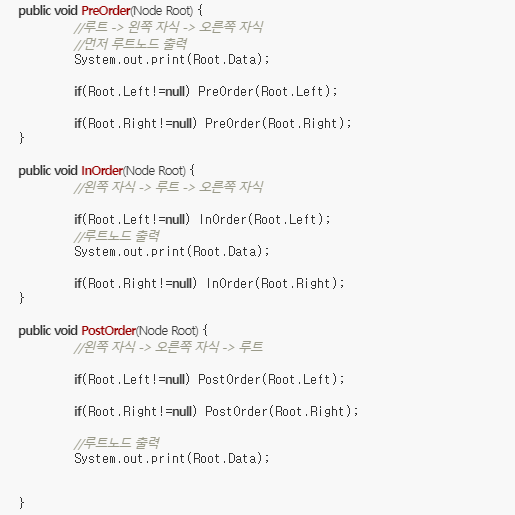 public void PreOrder(Node Root) {
//루트 -> 왼쪽 자식 -> 오른쪽 자식
//먼저 루트노드 출력
System.out.print(Root.Data);
if(Root.Left!=null) PreOrder(Root.Left);
if(Root.Right!=null) PreOrder(Root.Right);
}
public void InOrder(Node Root) {
//왼쪽 자식 -> 루트 -> 오른쪽 자식
if(Root.Left!=null) InOrder(Root.Left);
//루트노드 출력
System.out.print(Root.Data);
if(Root.Right!=null) InOrder(Root.Right);
}
public void PostOrder(Node Root) {
//왼쪽 자식 -> 오른쪽 자식 -> 루트
if(Root.Left!=null) PostOrder(Root.Left);
if(Root.Right!=null) PostOrder(Root.Right);
//루트노드 출력
System.out.print(Root.Data);
}